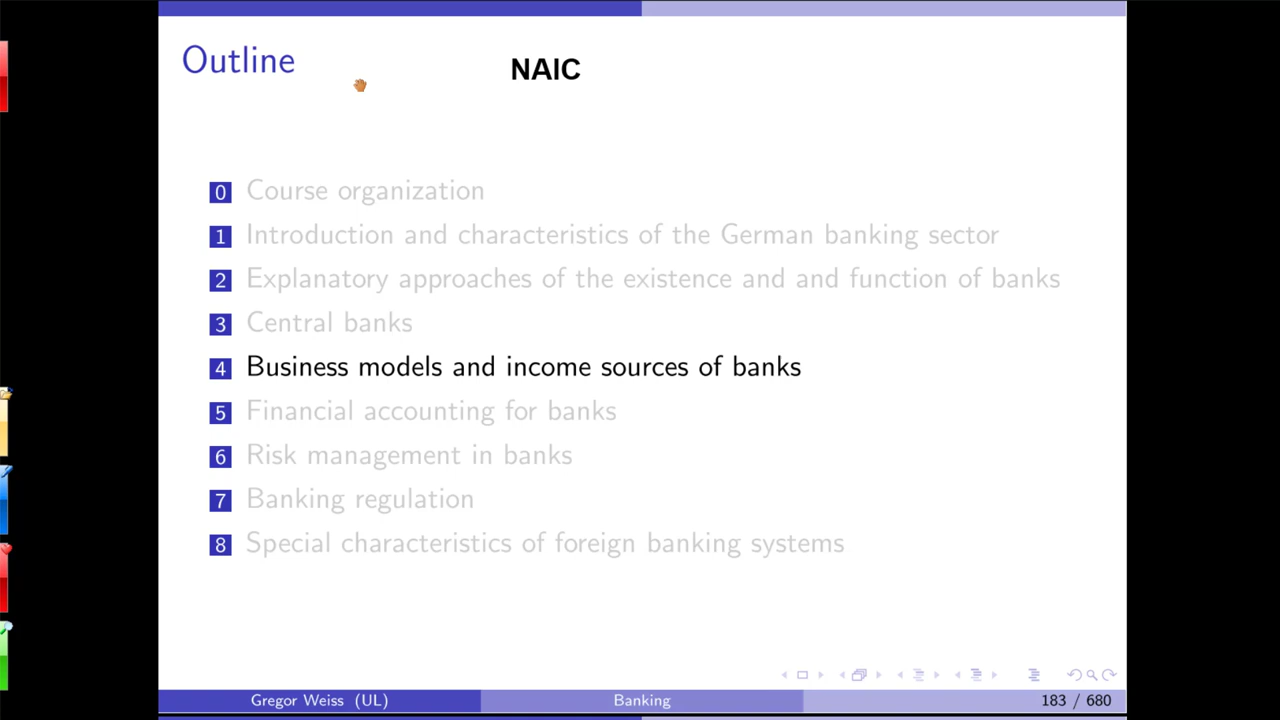 Outline
NAIC
0 Course organization
1 Introduction and characteristics of the German banking sector
2 Explanatory approaches of the existence and and function of banks
3 Central banks
4 Business models and income sources of banks
5 Financial accounting for banks
6 Risk management in banks
7 Banking regulation
8 Special characteristics of foreign banking systems
Gregor Weiss (UL) Banking 183 / 680